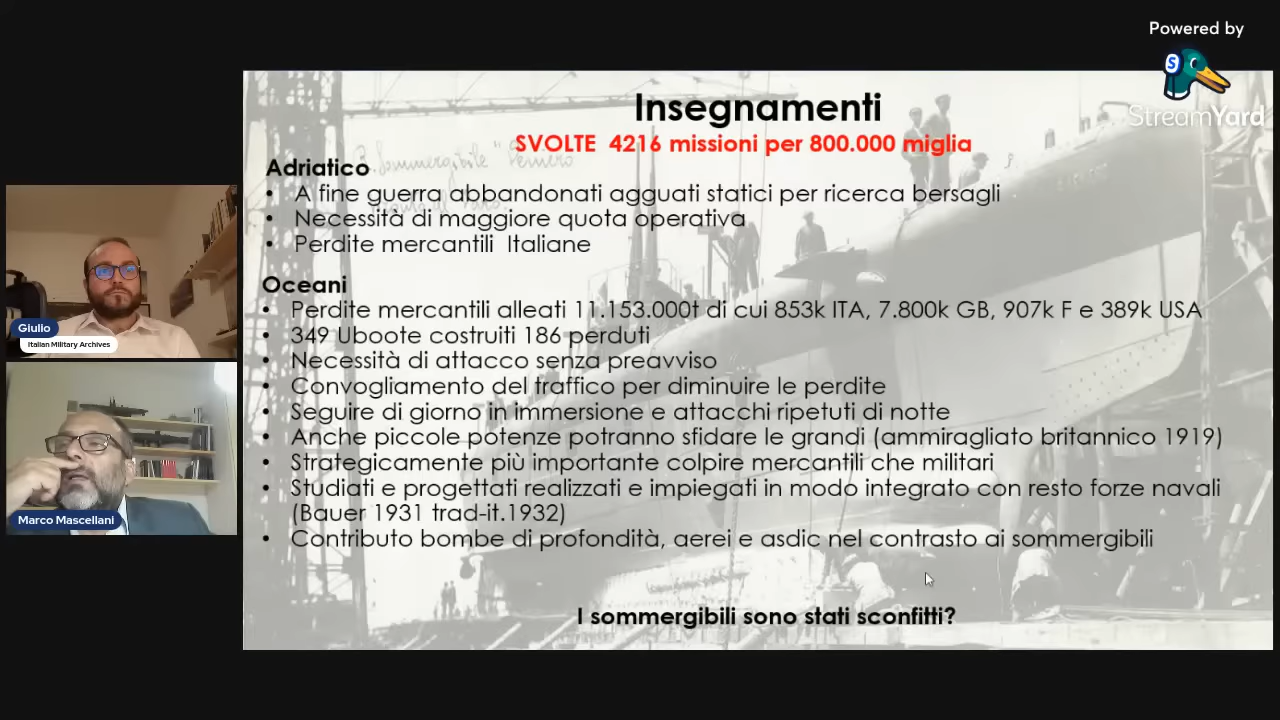 Powered by
StreamYard
Insegnamenti
SVOLTE 4216 missioni per 800.000 miglia
Adriatico
• A fine guerra abbandonati agguati statici per ricerca bersagli
• Necessità di maggiore quota operativa
• Perdite mercantili Italiane
Oceani
• Perdite mercantili alleati 11.153.000t di cui 853k ITA, 7.800k GB, 907k F e 389k USA
• 349 Uboote costruiti 186 perduti
• Necessità di attacco senza preavviso
• Convogliamento del traffico per diminuire le perdite
• Seguire di giorno in immersione e attacchi ripetuti di notte
• Anche piccole potenze potranno sfidare le grandi (ammiragliato britannico 1919)
• Strategicamente più importante colpire mercantili che militari
• Studiati e progettati realizzati e impiegati in modo integrato con resto forze navali
(Bauer 1931 trad-it.1932)
• Contributo bombe di profondità, aerei e asdic nel contrasto ai sommergibili
I sommergibili sono stati sconfitti?
Giulio
Italian Military Archives
Marco Mascellani